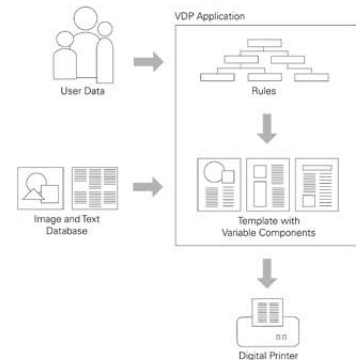 VDP Application
User Data
Rules
Image and Text
Database
Template with
Variable Components
Digital Printer